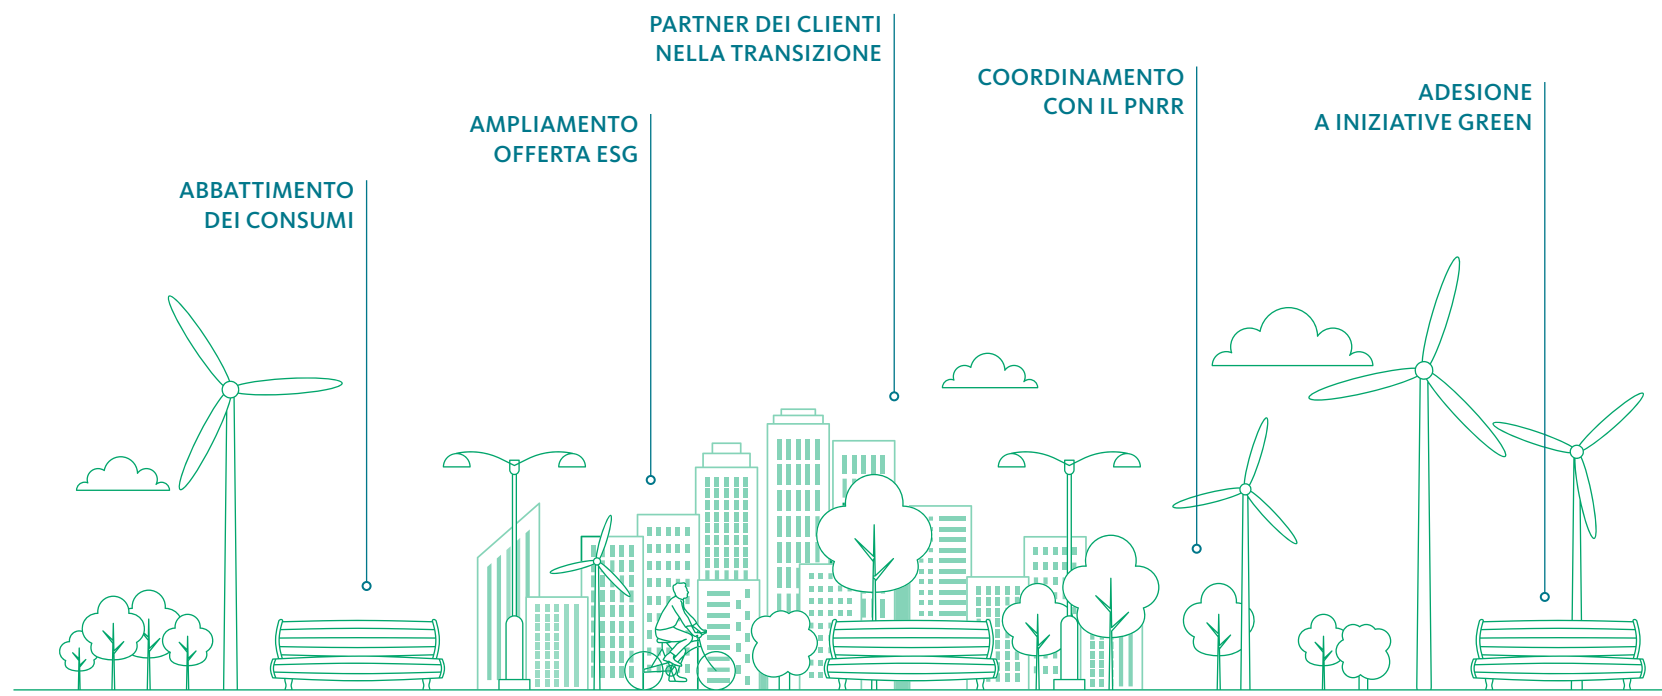 ABBATTIMENTO
DEI CONSUMI
AMPLIAMENTO
OFFERTA ESG
PARTNER DEI CLIENTI
NELLA TRANSIZIONE
COORDINAMENTO
CON IL PNRR
ADESIONE
A INIZIATIVE GREEN